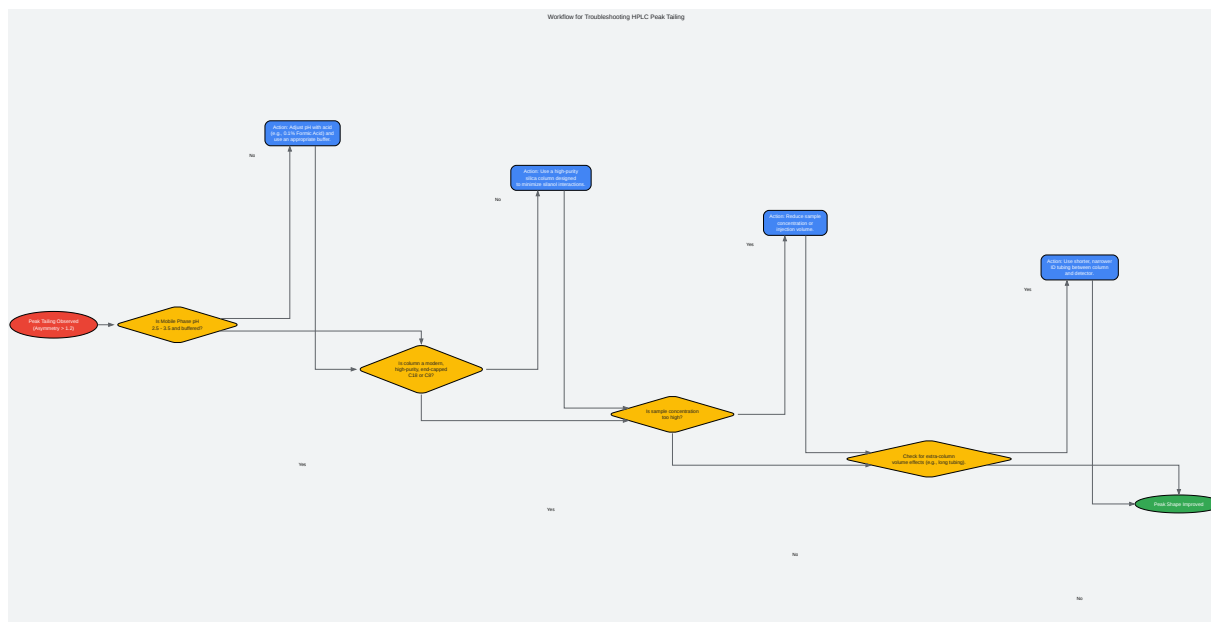 Workflow for Troubleshooting HPLC Peak Tailing
Action: Adjust pH with acid
(e.g., 0.1% Formic Acid) and
use an appropriate buffer.
No
Action: Use a high-purity
silica column designed
to minimize silanol interactions.
No
Action: Reduce sample
concentration or
injection volume.
Yes
Action: Use shorter, narrower
ID tubing between column
and detector.
Yes
Peak Tailing Observed
(Asymmetry > 1.2)
Is Mobile Phase pH
2.5 - 3.5 and buffered?
Is column a modern,
high-purity, end-capped
C18 or C8?
Is sample concentration
too high?
Check for extra-column
volume effects (e.g., long tubing).
Yes
Peak Shape Improved
Yes
No
No